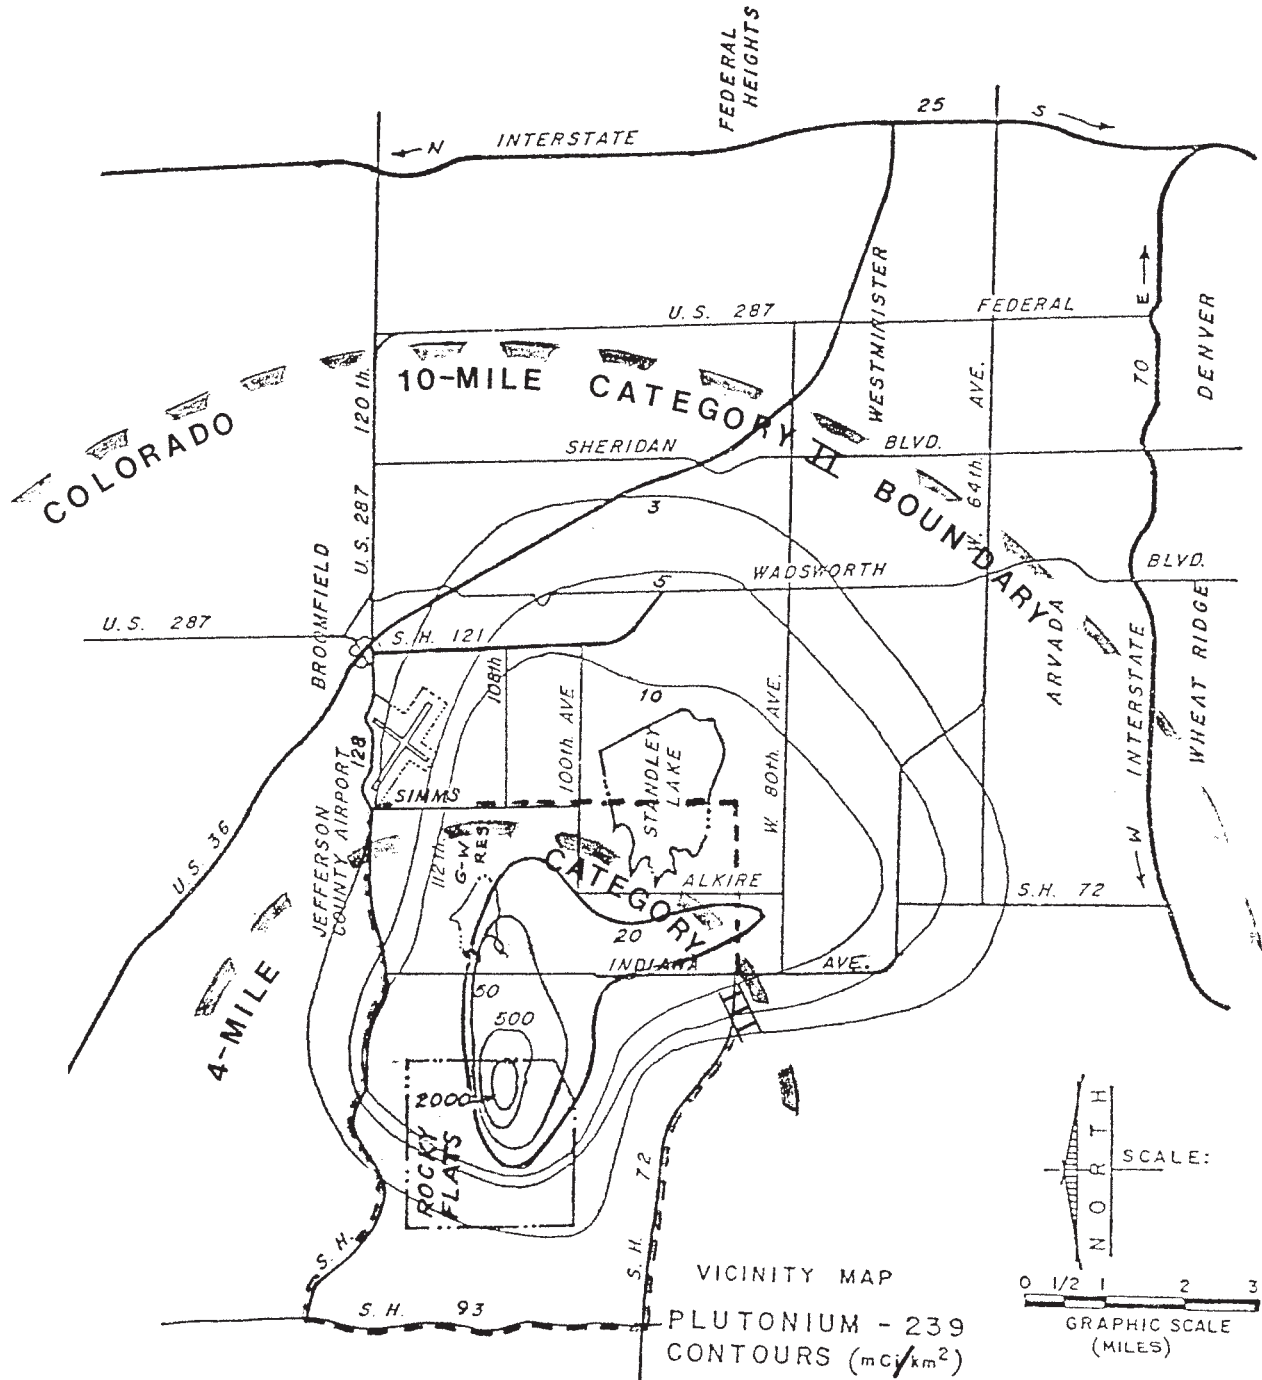 FEDERAL
HEIGHTS
25
S
N
INTERSTATE
U.S. 287
FEDERAL
WESTMINISTER
E
TO
DENVER
AVE.
10-MILE CATEGORY II BOUNDARY
COLORADO
120th.
SHERIDAN
BLVD.
64th.
W.
U.S. 287
3
5
WADSWORTH
BLVD.
BROOMFIELD
U.S. 287
S.H. 121
ARVADA
INTERSTATE
W
WHEAT RIDGE
108th
100th. AVE
10
W. 80th. AVE.
STANDLEY
LAKE
128
SIMMS
JEFFERSON
COUNTY AIRPORT
U.S. 36
112th.
G-W
RES
4-MILE CATEGORY III
ALKIRE
S.H. 72
20
INDIANA
AVE.
50
500
2000
ROCKY
FLATS
S.H. 72
S.H.
S.H. 93
NORTH
SCALE:
VICINITY MAP
PLUTONIUM - 239
CONTOURS (mCi/km²)
0 1/2 1 2 3
GRAPHIC SCALE
(MILES)